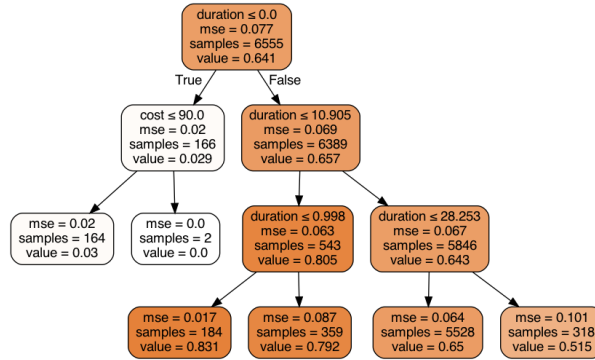 duration ≤ 0.0
mse = 0.077
samples = 6555
value = 0.641
True
False
cost ≤ 90.0
mse = 0.02
samples = 166
value = 0.029
duration ≤ 10.905
mse = 0.069
samples = 6389
value = 0.657
mse = 0.02
samples = 164
value = 0.03
mse = 0.0
samples = 2
value = 0.0
duration ≤ 0.998
mse = 0.063
samples = 543
value = 0.805
duration ≤ 28.253
mse = 0.067
samples = 5846
value = 0.643
mse = 0.017
samples = 184
value = 0.831
mse = 0.087
samples = 359
value = 0.792
mse = 0.064
samples = 5528
value = 0.65
mse = 0.101
samples = 318
value = 0.515